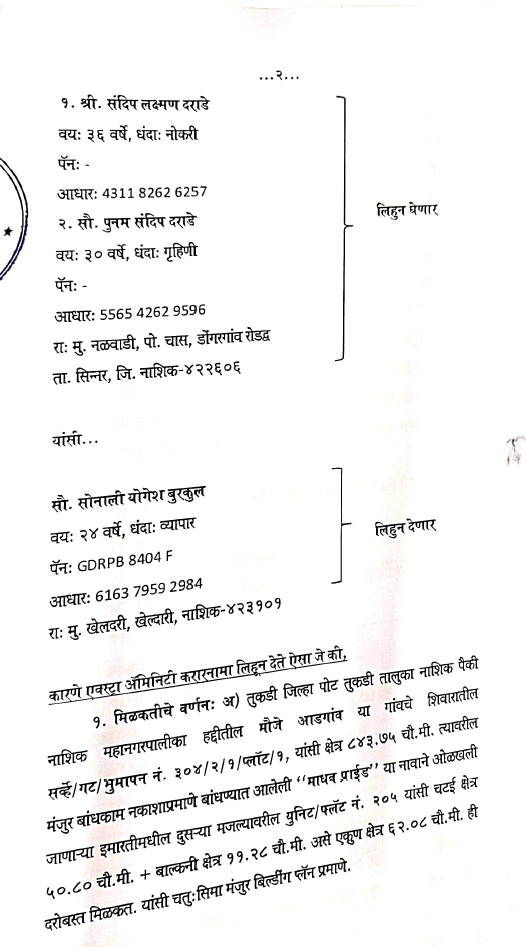 ...२...
१. श्री. संदिप लक्ष्मण दराडे
वय: ३६ वर्षे, धंदा: नोकरी
पॅन: -
आधार: 4311 8262 6257
२. सौ. पुनम संदिप दराडे
वय: ३० वर्षे, धंदा: गृहिणी
पॅन: -
आधार: 5565 4262 9596
रा: मु. नळवाडी, पो. चास, डोंगरगांव रोडद्व
ता. सिन्नर, जि. नाशिक-४२२६०६
लिहुन घेणार
यांसी...
सौ. सोनाली योगेश बुरकुल
वय: २४ वर्षे, धंदा: व्यापार
पॅन: GDRPB 8404 F
आधार: 6163 7959 2984
रा: मु. खेलदरी, खेल्दारी, नाशिक-४२३१०१
लिहुन देणार
कारणे एक्स्ट्रा ॲमिनिटी करारनामा लिहून देते ऐसा जे की,
१. मिळकतीचे वर्णन: अ) तुकडी जिल्हा पोट तुकडी तालुका नाशिक पैकी
नाशिक महानगरपालीका हद्दीतील मौजे आडगांव या गांवचे शिवारातील
सर्व्हे/गट/भुमापन नं. ३०४/२/१/प्लॉट/१, यांसी क्षेत्र ८४३.७५ चौ.मी. त्यावरील
मंजुर बांधकाम नकाशाप्रमाणे बांधण्यात आलेली "माधव प्राईड" या नावाने ओळखली
जाणाऱ्या इमारतीमधील दुसऱ्या मजल्यावरील युनिट/फ्लॅट नं. २०५ यांसी चटई क्षेत्र
५०.८० चौ.मी. + बाल्कनी क्षेत्र ११.२८ चौ.मी. असे एकुण क्षेत्र ६२.०८ चौ.मी. ही
दरोबस्त मिळकत. यांसी चतु:सिमा मंजुर बिल्डींग प्लॅन प्रमाणे.